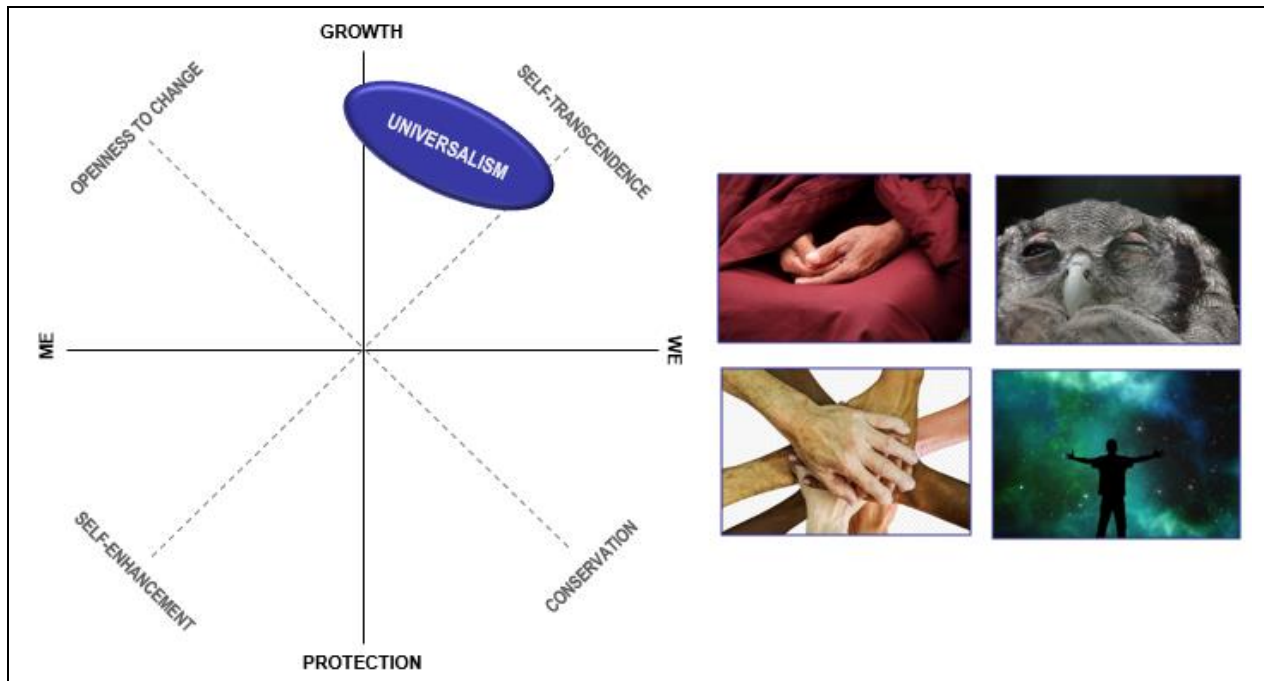 GROWTH
OPENNESS TO CHANGE
SELF-TRANSCENDENCE
UNIVERSALISM
ME
WE
SELF-ENHANCEMENT
CONSERVATION
PROTECTION